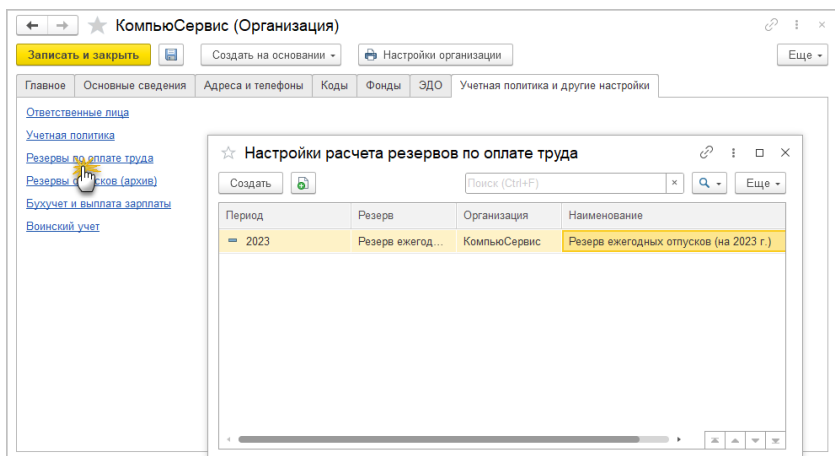 КомпьюСервис (Организация)
Записать и закрыть Создать на основании Настройки организации Еще
Главное Основные сведения Адреса и телефоны Коды Фонды ЭДО Учетная политика и другие настройки
Ответственные лица
Учетная политика
Резервы по оплате труда
Резервы отпусков (архив)
Бухучет и выплата зарплаты
Воинский учет
Настройки расчета резервов по оплате труда
Создать Поиск (Ctrl+F) × Еще
Период Резерв Организация Наименование
2023 Резерв ежегод... КомпьюСервис Резерв ежегодных отпусков (на 2023 г.)